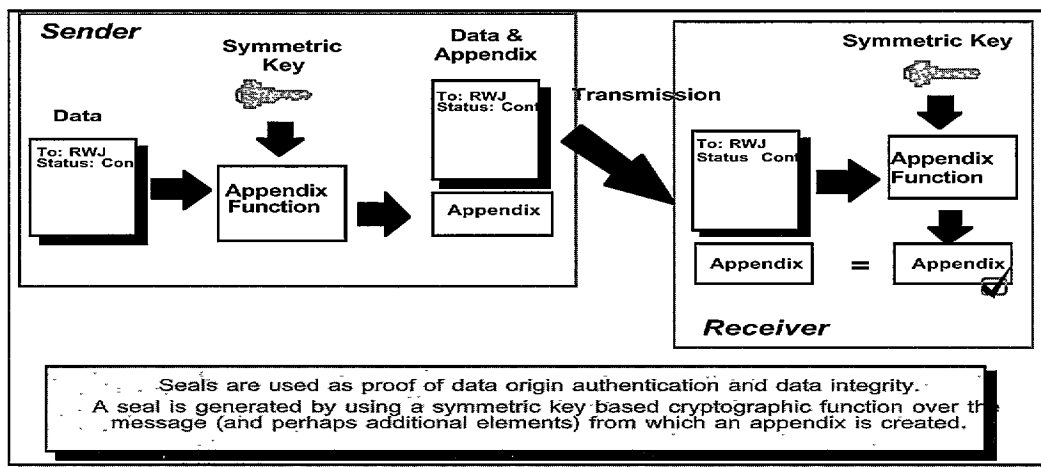 Sender
Symmetric
Key
Data
To: RWJ
Status: Con
Appendix
Function
Data &
Appendix
To: RWJ
Status: Conf
Appendix
Transmission
Symmetric Key
To: RWJ
Status Conf
Appendix
Function
Appendix
=
Appendix
Receiver
Seals are used as proof of data origin authentication and data integrity.
A seal is generated by using a symmetric key based cryptographic function over the
message (and perhaps additional elements) from which an appendix is created.